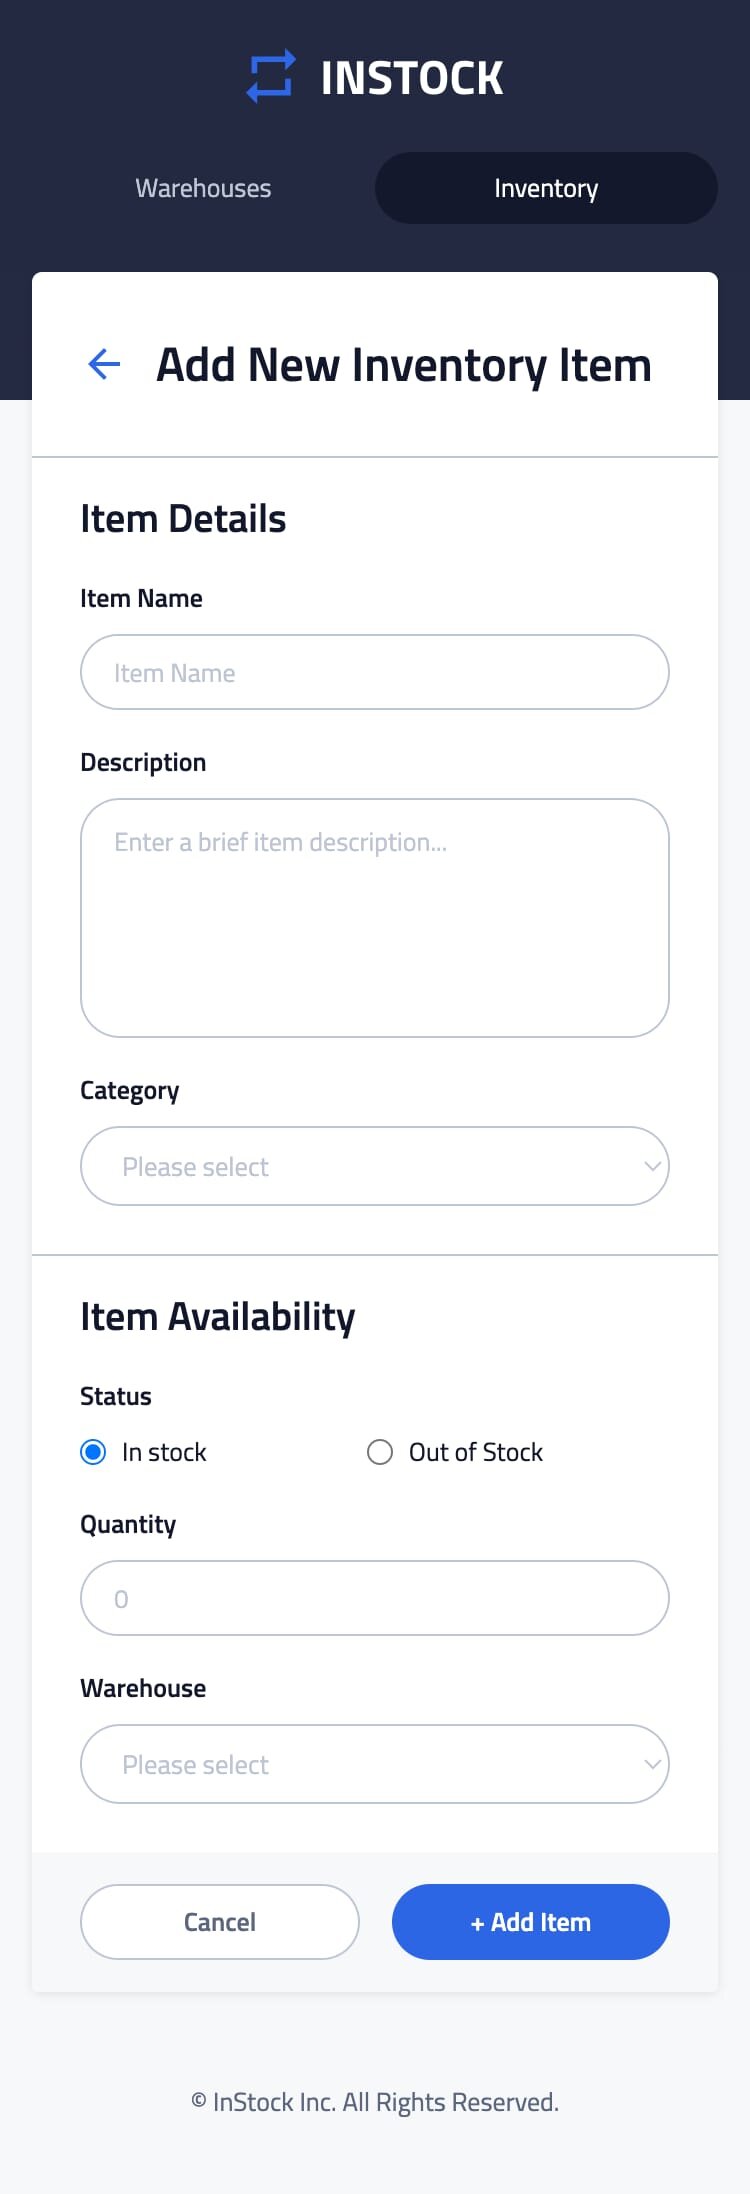 INSTOCK
Warehouses
Inventory
Add New Inventory Item
Item Details
Item Name
Item Name
Description
Enter a brief item description...
Category
Please select
Item Availability
Status
In stock
Out of Stock
Quantity
0
Warehouse
Please select
Cancel
+ Add Item
© InStock Inc. All Rights Reserved.